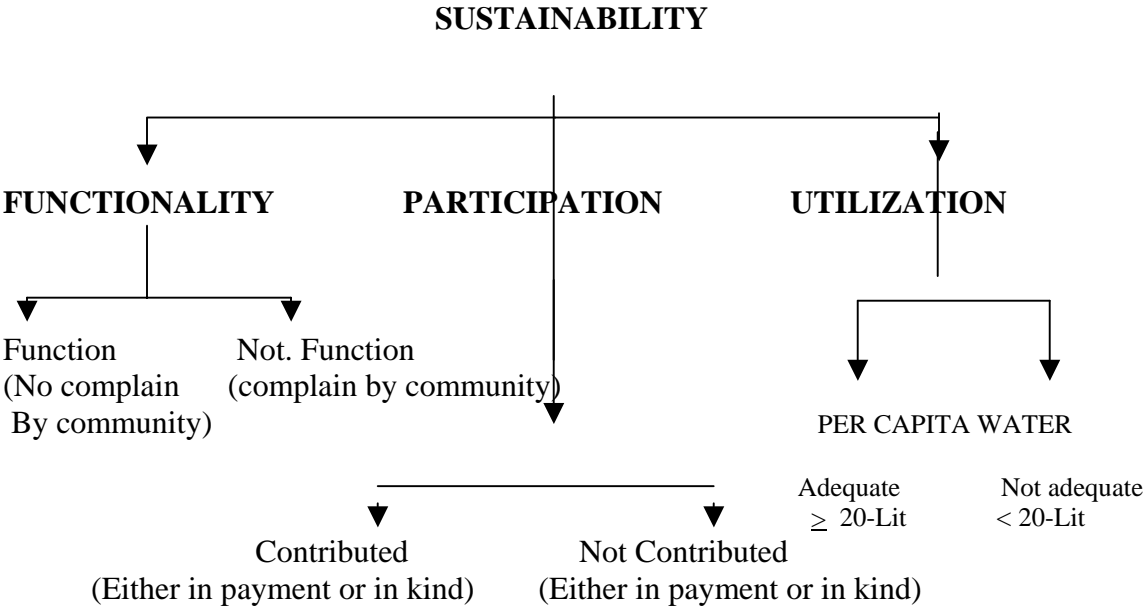 SUSTAINABILITY
FUNCTIONALITY PARTICIPATION UTILIZATION
Function Not. Function
(No complain (complain by community)
By community)
PER CAPITA WATER
Adequate Not adequate
≥ 20-Lit < 20-Lit
Contributed Not Contributed
(Either in payment or in kind) (Either in payment or in kind)